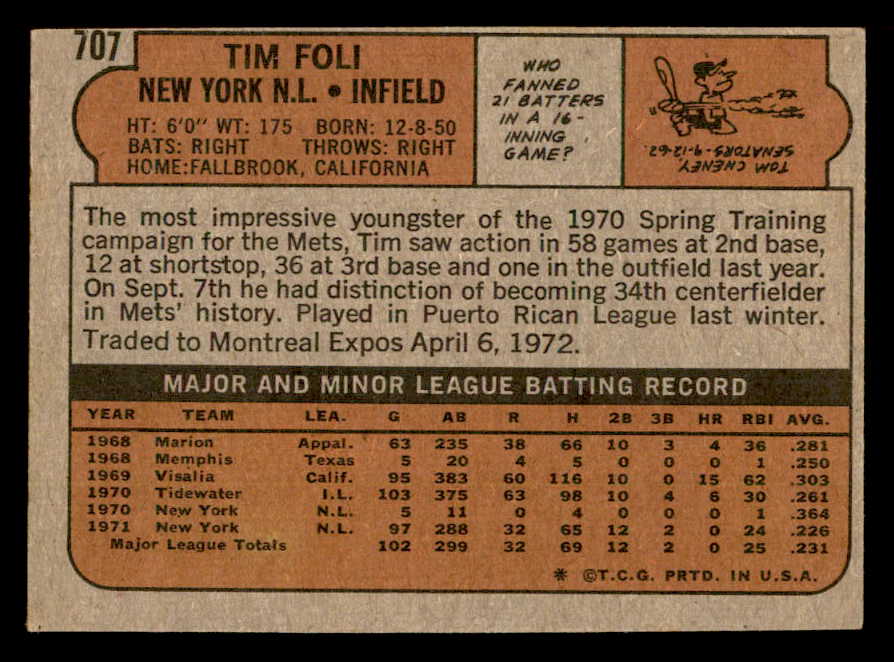 707
TIM FOLI
NEW YORK N.L. • INFIELD
HT: 6'0" WT: 175 BORN: 12-8-50
BATS: RIGHT THROWS: RIGHT
HOME:FALLBROOK, CALIFORNIA
WHO
FANNED
21 BATTERS
IN A 16-
INNING
GAME?
TOM CHENEY
SENATORS-9-12-62.
The most impressive youngster of the 1970 Spring Training
campaign for the Mets, Tim saw action in 58 games at 2nd base,
12 at shortstop, 36 at 3rd base and one in the outfield last year.
On Sept. 7th he had distinction of becoming 34th centerfielder
in Mets' history. Played in Puerto Rican League last winter.
Traded to Montreal Expos April 6, 1972.
MAJOR AND MINOR LEAGUE BATTING RECORD
YEAR TEAM LEA. G AB R H 2B 3B HR RBI AVG.
1968 Marion Appal. 63 235 38 66 10 3 4 36 .281
1968 Memphis Texas 5 20 4 5 0 0 0 1 .250
1969 Visalia Calif. 95 383 60 116 10 0 15 62 .303
1970 Tidewater I.L. 103 375 63 98 10 4 6 30 .261
1970 New York N.L. 5 11 0 4 0 0 0 1 .364
1971 New York N.L. 97 288 32 65 12 2 0 24 .226
Major League Totals 102 299 32 69 12 2 0 25 .231
* ©T.C.G. PRTD. IN U.S.A.